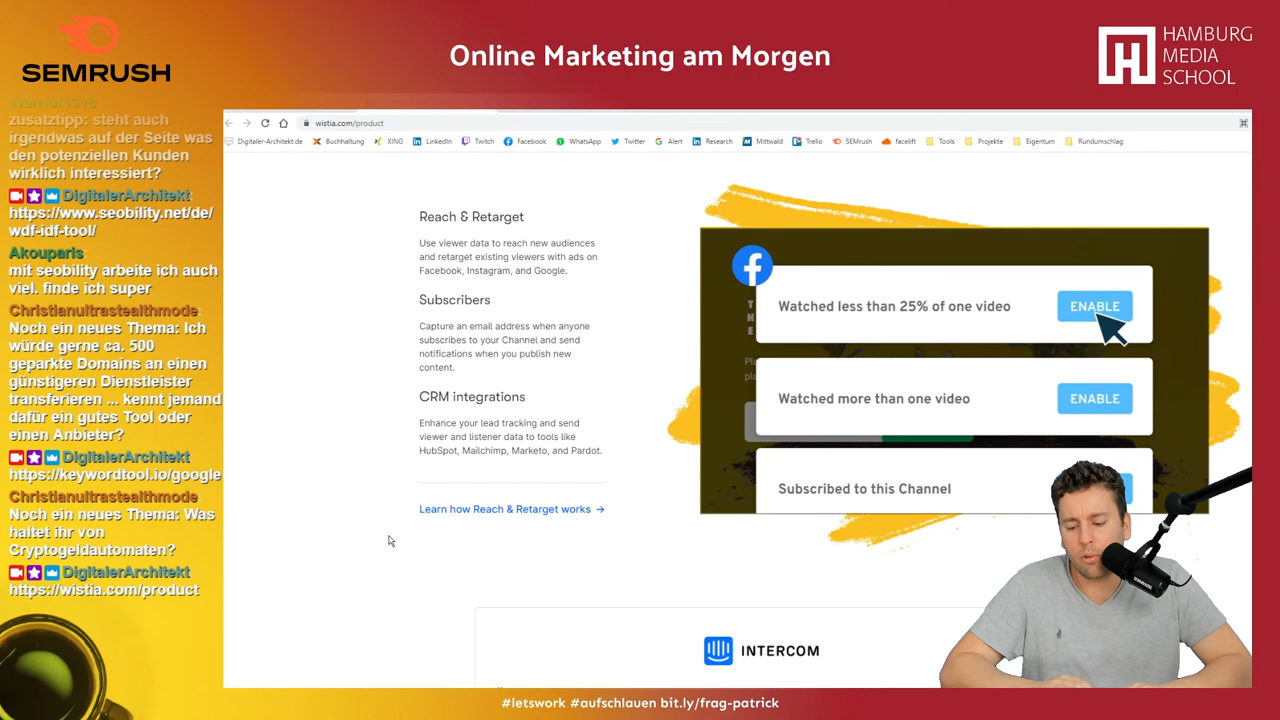 SEMRUSH
Online Marketing am Morgen
HAMBURG
MEDIA
SCHOOL
Warrior1918
zusatztipp: steht auch
irgendwas auf der Seite was
den potenziellen Kunden
wirklich interessiert?
DigitalerArchitekt:
https://www.seobility.net/de/
wdf-idf-tool/
Akouparis:
mit seobility arbeite ich auch
viel. finde ich super
Christianultrastealthmode:
Noch ein neues Thema: Ich
würde gerne ca. 500
geparkte Domains an einen
günstigeren Dienstleister
transferieren ... kennt jemand
dafür ein gutes Tool oder
einen Anbieter?
DigitalerArchitekt
https://keywordtool.io/google
Christianultrastealthmode:
Noch ein neues Thema: Was
haltet ihr von
Cryptogeldautomaten?
DigitalerArchitekt
https://wistia.com/product
wistia.com/product
Digitaler-Architekt.de Buchhaltung XING LinkedIn Twitch Facebook WhatsApp Twitter Alert Research Mittwald Trello SEMrush facelift Tools Projekte Eigentum Rundumschlag
Reach & Retarget
Use viewer data to reach new audiences
and retarget existing viewers with ads on
Facebook, Instagram, and Google.
Subscribers
Capture an email address when anyone
subscribes to your Channel and send
notifications when you publish new
content.
CRM integrations
Enhance your lead tracking and send
viewer and listener data to tools like
HubSpot, Mailchimp, Marketo, and Pardot.
Learn how Reach & Retarget works →
Watched less than 25% of one video ENABLE
Watched more than one video ENABLE
Subscribed to this Channel
INTERCOM
#letswork #aufschlauen bit.ly/frag-patrick